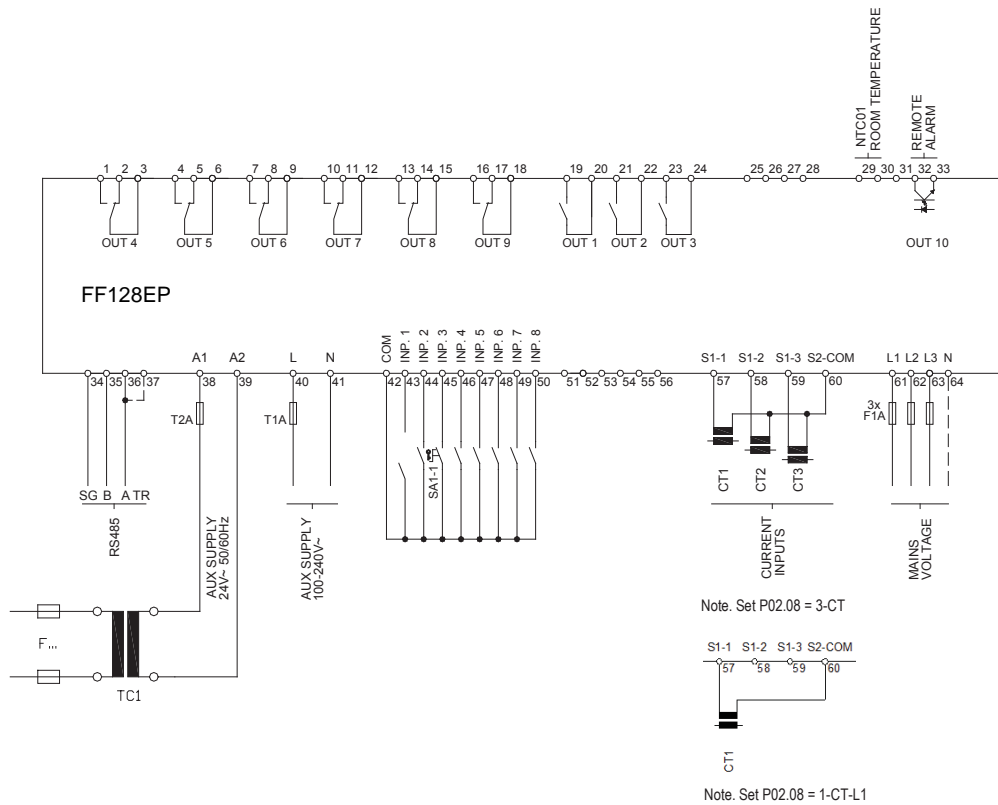 NTC01
ROOM TEMPERATURE
REMOTE
ALARM
1 2 3 4 5 6 7 8 9 10 11 12 13 14 15 16 17 18 19 20 21 22 23 24 25 26 27 28 29 30 31 32 33
OUT 4 OUT 5 OUT 6 OUT 7 OUT 8 OUT 9 OUT 1 OUT 2 OUT 3 OUT 10
FF128EP
A1 A2 L N COM INP. 1 INP. 2 INP. 3 INP. 4 INP. 5 INP. 6 INP. 7 INP. 8 S1-1 S1-2 S1-3 S2-COM L1 L2 L3 N
34 35 36 37 38 39 40 41 42 43 44 45 46 47 48 49 50 51 52 53 54 55 56 57 58 59 60 61 62 63 64
T2A T1A 3x
F1A
SA1-1
CT1 CT2 CT3
SG B A TR
RS485
AUX SUPPLY
24V~ 50/60Hz
AUX SUPPLY
100-240V~
CURRENT
INPUTS
MAINS
VOLTAGE
Note. Set P02.08 = 3-CT
F...
TC1
S1-1 S1-2 S1-3 S2-COM
57 58 59 60
CT1
Note. Set P02.08 = 1-CT-L1